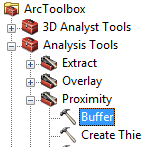 ArcToolbox
3D Analyst Tools
Analysis Tools
Extract
Overlay
Proximity
Buffer
Create Thie